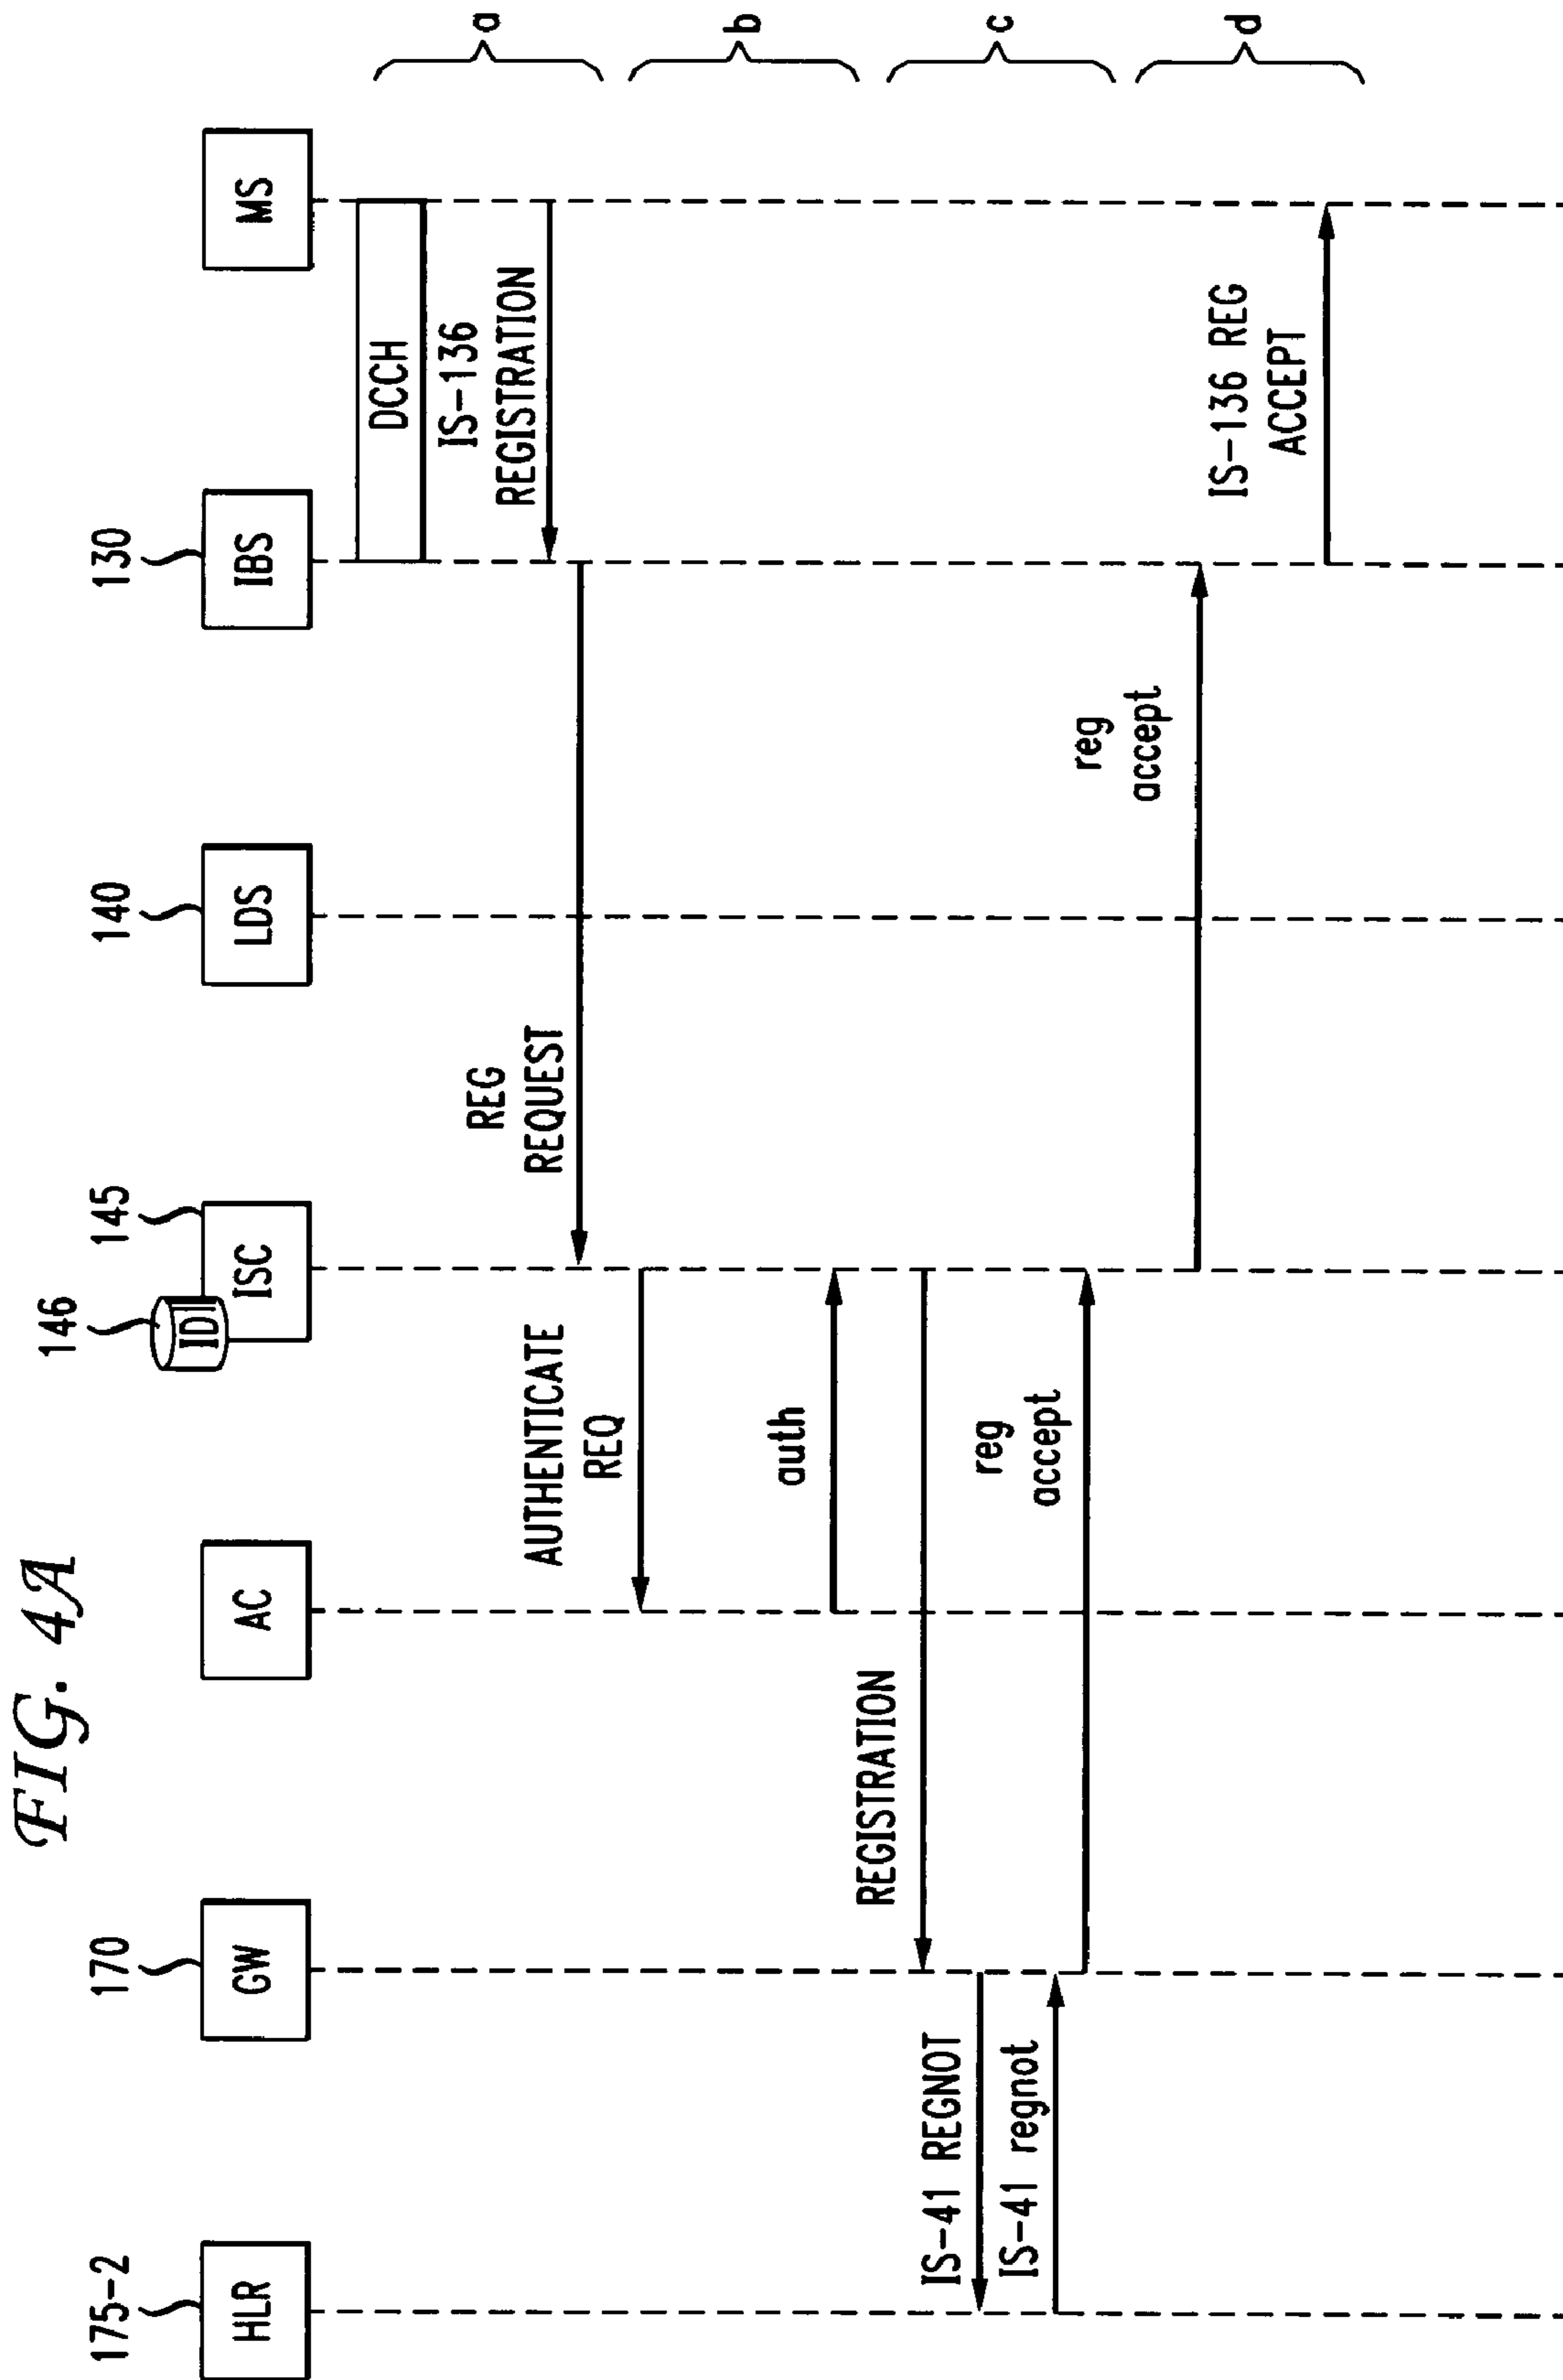 FIG. 4A
175-2
170
146
145
140
130
HLR
GW
AC
ID
ISC
LDS
IBS
MS
DCCH
IS-136
REGISTRATION
a
REG
REQUEST
AUTHENTICATE
REQ
b
auth
REGISTRATION
c
IS-41 REGNOT
IS-41 regnot
reg
accept
reg
accept
d
IS-136 REG
ACCEPT